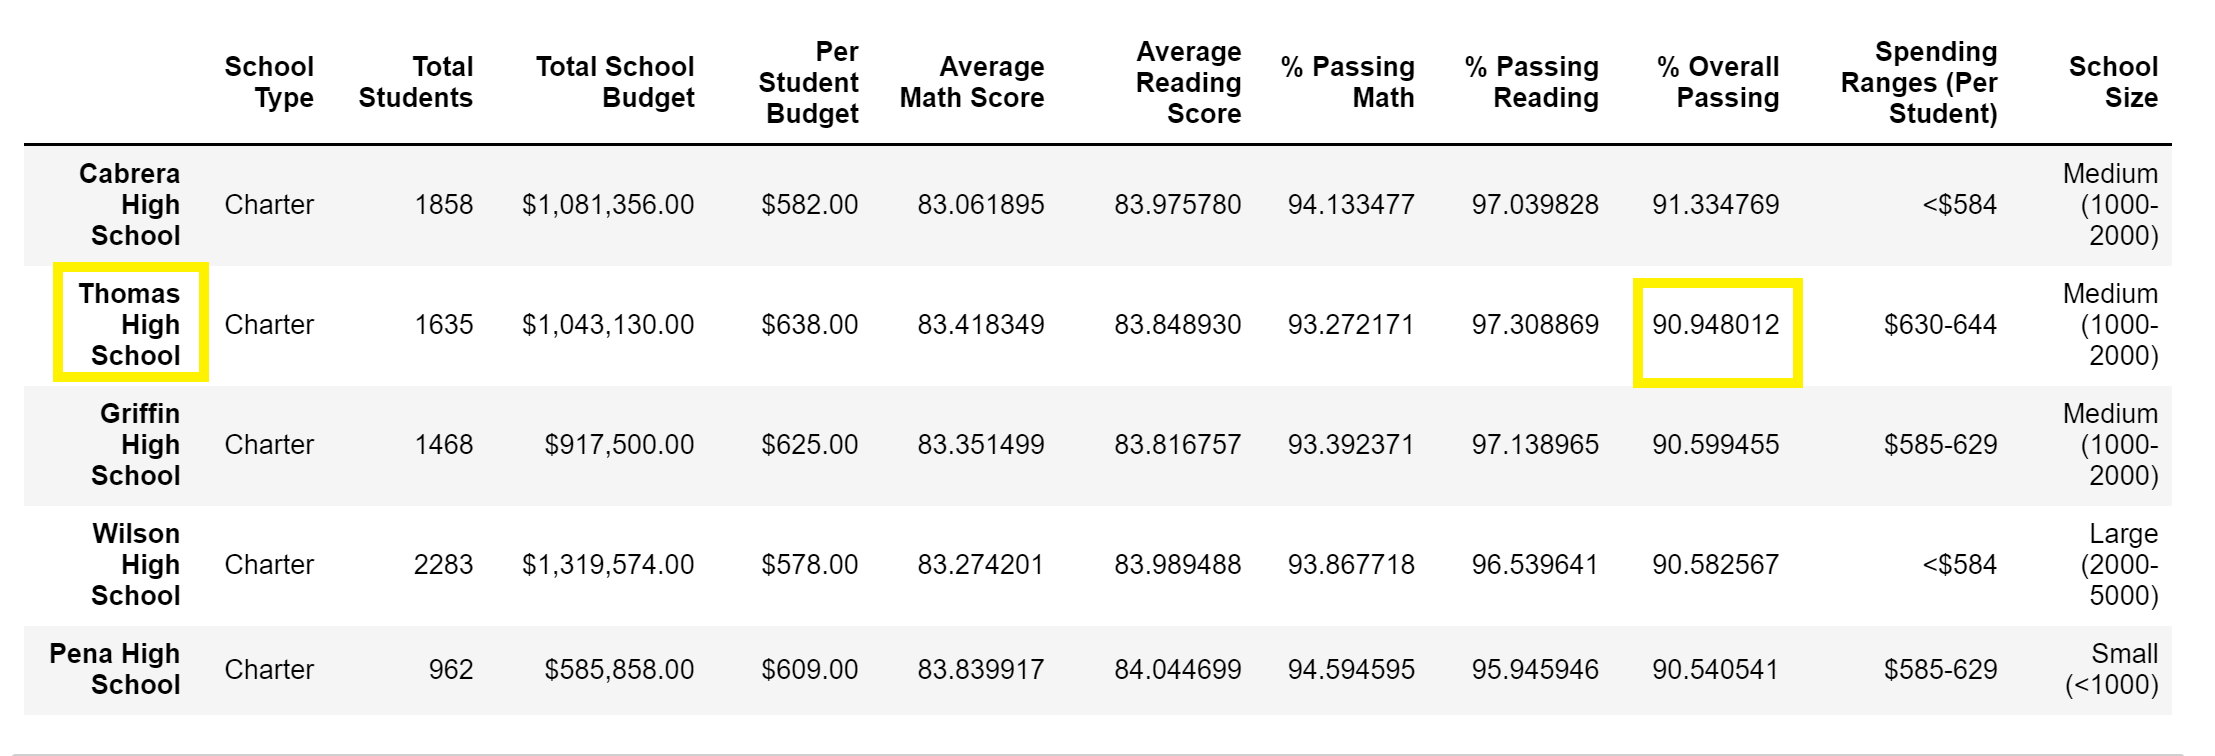 School Type Total Students Total School Budget Per Student Budget Average Math Score Average Reading Score % Passing Math % Passing Reading % Overall Passing Spending Ranges (Per Student) School Size
Cabrera High School Charter 1858 $1,081,356.00 $582.00 83.061895 83.975780 94.133477 97.039828 91.334769 <$584 Medium (1000-2000)
Thomas High School Charter 1635 $1,043,130.00 $638.00 83.418349 83.848930 93.272171 97.308869 90.948012 $630-644 Medium (1000-2000)
Griffin High School Charter 1468 $917,500.00 $625.00 83.351499 83.816757 93.392371 97.138965 90.599455 $585-629 Medium (1000-2000)
Wilson High School Charter 2283 $1,319,574.00 $578.00 83.274201 83.989488 93.867718 96.539641 90.582567 <$584 Large (2000-5000)
Pena High School Charter 962 $585,858.00 $609.00 83.839917 84.044699 94.594595 95.945946 90.540541 $585-629 Small (<1000)